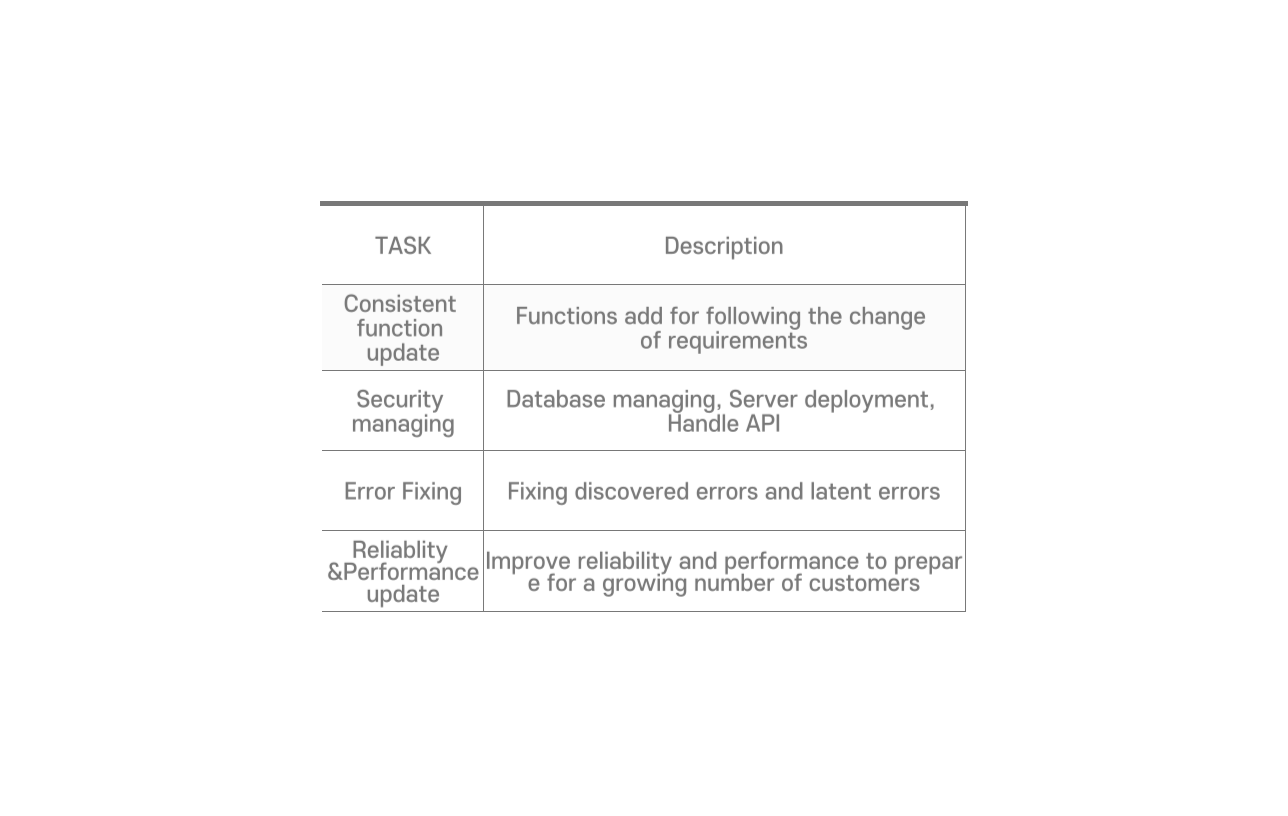 TASK
Description
Consistent
function
update
Functions add for following the change
of requirements
Security
managing
Database managing, Server deployment,
Handle API
Error Fixing
Fixing discovered errors and latent errors
Reliablity
&Performance
update
Improve reliability and performance to prepar
e for a growing number of customers